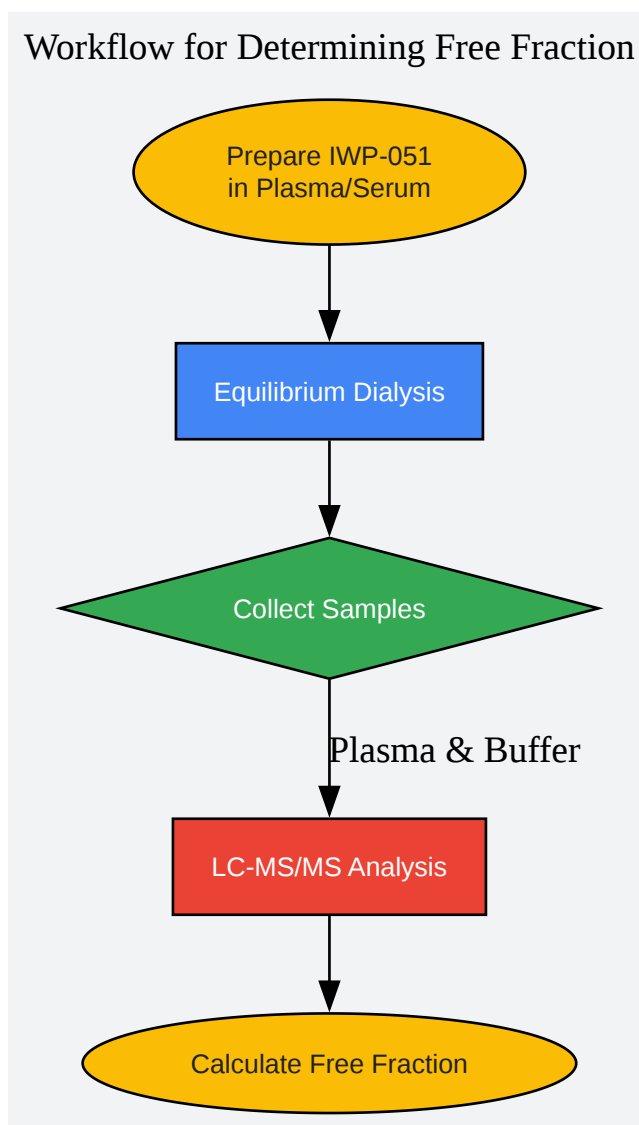 Workflow for Determining Free Fraction
Prepare IWP-051
in Plasma/Serum
Equilibrium Dialysis
Collect Samples
Plasma & Buffer
LC-MS/MS Analysis
Calculate Free Fraction